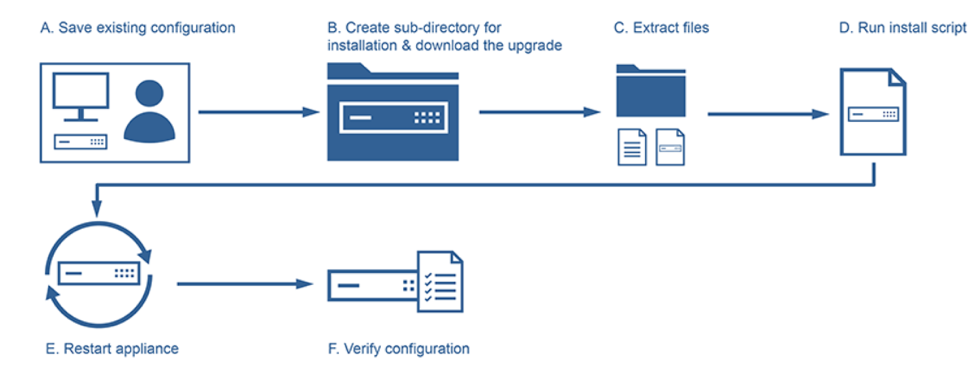 A. Save existing configuration
B. Create sub-directory for
installation & download the upgrade
C. Extract files
D. Run install script
E. Restart appliance
F. Verify configuration